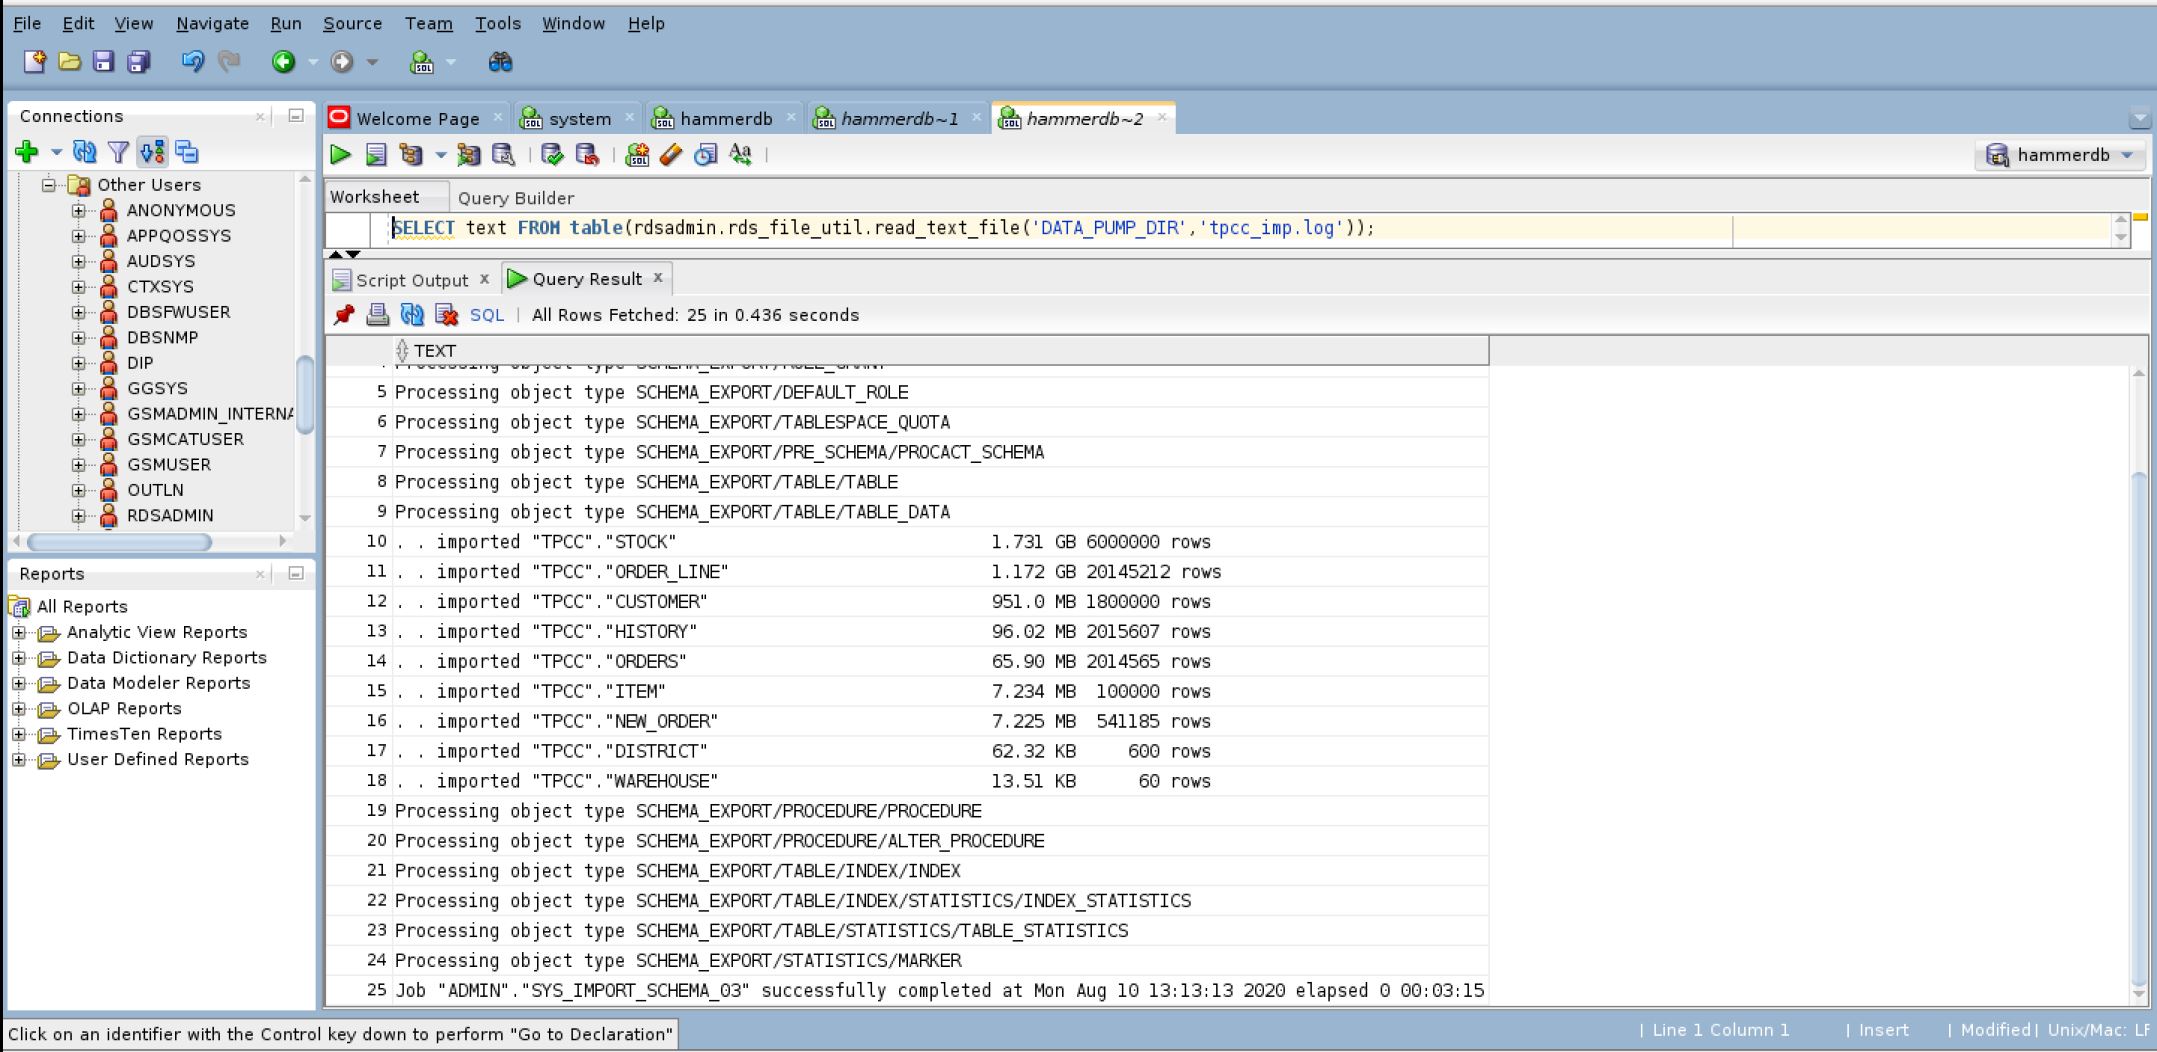 File Edit View Navigate Run Source Team Tools Window Help
Connections
Other Users
ANONYMOUS
APPQOSSYS
AUDSYS
CTXSYS
DBSFWUSER
DBSNMP
DIP
GGSYS
GSMADMIN_INTERNA
GSMCATUSER
GSMUSER
OUTLN
RDSADMIN
Reports
All Reports
Analytic View Reports
Data Dictionary Reports
Data Modeler Reports
OLAP Reports
TimesTen Reports
User Defined Reports
Welcome Page system hammerdb hammerdb~1 hammerdb~2
hammerdb
Worksheet Query Builder
SELECT text FROM table(rdsadmin.rds_file_util.read_text_file('DATA_PUMP_DIR','tpcc_imp.log'));
Script Output Query Result
SQL | All Rows Fetched: 25 in 0.436 seconds
TEXT
4 Processing object type SCHEMA_EXPORT/ROLE_GRANT
5 Processing object type SCHEMA_EXPORT/DEFAULT_ROLE
6 Processing object type SCHEMA_EXPORT/TABLESPACE_QUOTA
7 Processing object type SCHEMA_EXPORT/PRE_SCHEMA/PROCACT_SCHEMA
8 Processing object type SCHEMA_EXPORT/TABLE/TABLE
9 Processing object type SCHEMA_EXPORT/TABLE/TABLE_DATA
10 . . imported "TPCC"."STOCK" 1.731 GB 6000000 rows
11 . . imported "TPCC"."ORDER_LINE" 1.172 GB 20145212 rows
12 . . imported "TPCC"."CUSTOMER" 951.0 MB 1800000 rows
13 . . imported "TPCC"."HISTORY" 96.02 MB 2015607 rows
14 . . imported "TPCC"."ORDERS" 65.90 MB 2014565 rows
15 . . imported "TPCC"."ITEM" 7.234 MB 100000 rows
16 . . imported "TPCC"."NEW_ORDER" 7.225 MB 541185 rows
17 . . imported "TPCC"."DISTRICT" 62.32 KB 600 rows
18 . . imported "TPCC"."WAREHOUSE" 13.51 KB 60 rows
19 Processing object type SCHEMA_EXPORT/PROCEDURE/PROCEDURE
20 Processing object type SCHEMA_EXPORT/PROCEDURE/ALTER_PROCEDURE
21 Processing object type SCHEMA_EXPORT/TABLE/INDEX/INDEX
22 Processing object type SCHEMA_EXPORT/TABLE/INDEX/STATISTICS/INDEX_STATISTICS
23 Processing object type SCHEMA_EXPORT/TABLE/STATISTICS/TABLE_STATISTICS
24 Processing object type SCHEMA_EXPORT/STATISTICS/MARKER
25 Job "ADMIN"."SYS_IMPORT_SCHEMA_03" successfully completed at Mon Aug 10 13:13:13 2020 elapsed 0 00:03:15
Click on an identifier with the Control key down to perform "Go to Declaration"
| Line 1 Column 1 | Insert | Modified | Unix/Mac: LF